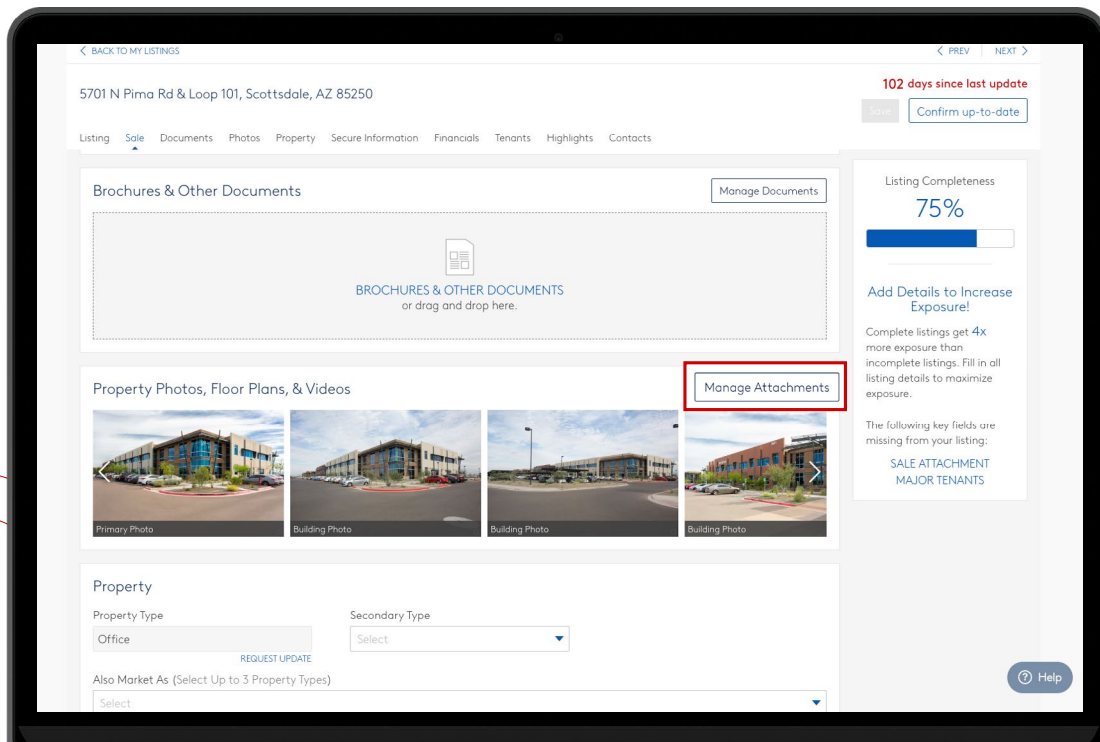 BACK TO MY LISTINGS
PREV NEXT
5701 N Pima Rd & Loop 101, Scottsdale, AZ 85250
102 days since last update
Save Confirm up-to-date
Listing Sale Documents Photos Property Secure Information Financials Tenants Highlights Contacts
Brochures & Other Documents
Manage Documents
BROCHURES & OTHER DOCUMENTS
or drag and drop here.
Property Photos, Floor Plans, & Videos
Manage Attachments
Primary Photo
Building Photo
Building Photo
Building Photo
Property
Property Type
Office
REQUEST UPDATE
Secondary Type
Select
Also Market As (Select Up to 3 Property Types)
Select
Listing Completeness
75%
Add Details to Increase
Exposure!
Complete listings get 4x
more exposure than
incomplete listings. Fill in all
listing details to maximize
exposure.
The following key fields are
missing from your listing:
SALE ATTACHMENT
MAJOR TENANTS
? Help